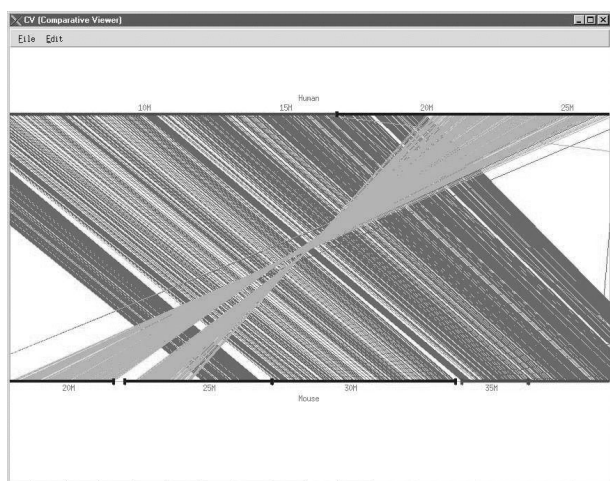 CV (Comparative Viewer)
File Edit
Human
10M 15M 20M 25M
20M 25M 30M 35M
Mouse